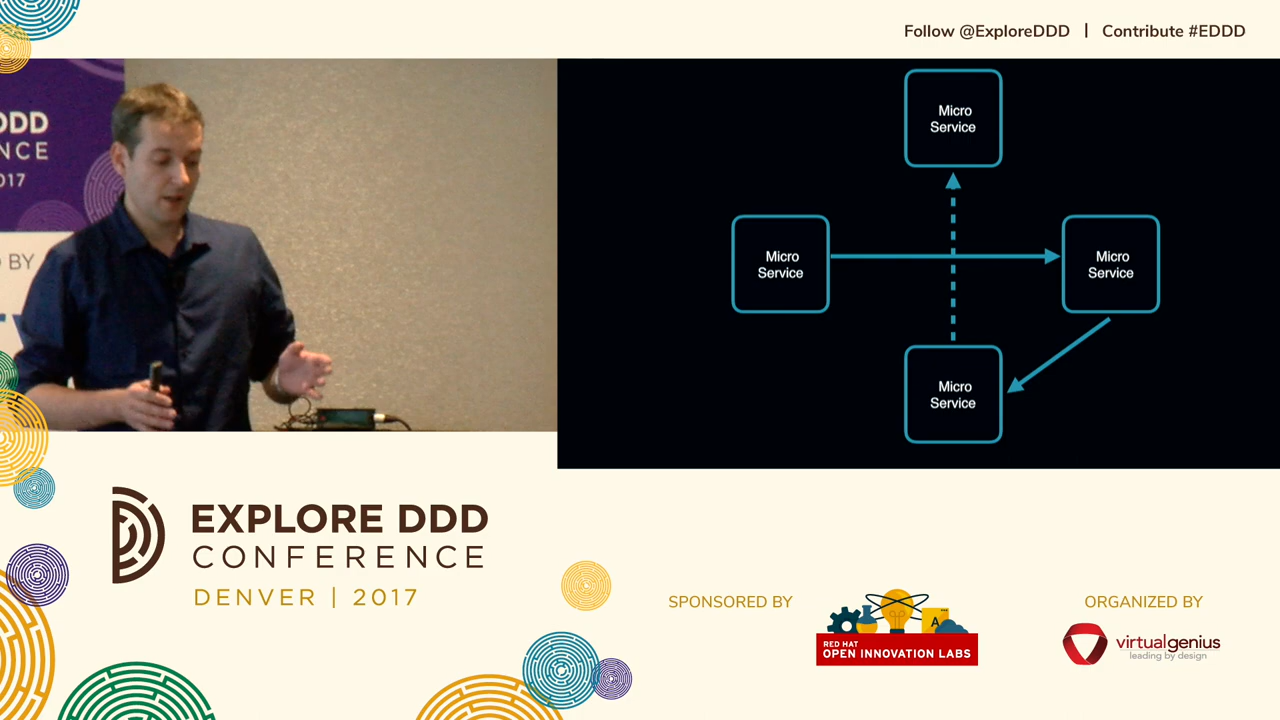 Follow @ExploreDDD | Contribute #EDDD
DDD
NCE
2017
D BY
Micro
Service
Micro
Service
Micro
Service
Micro
Service
EXPLORE DDD
CONFERENCE
DENVER | 2017
SPONSORED BY
A
RED HAT
OPEN INNOVATION LABS
ORGANIZED BY
virtualgenius
leading by design